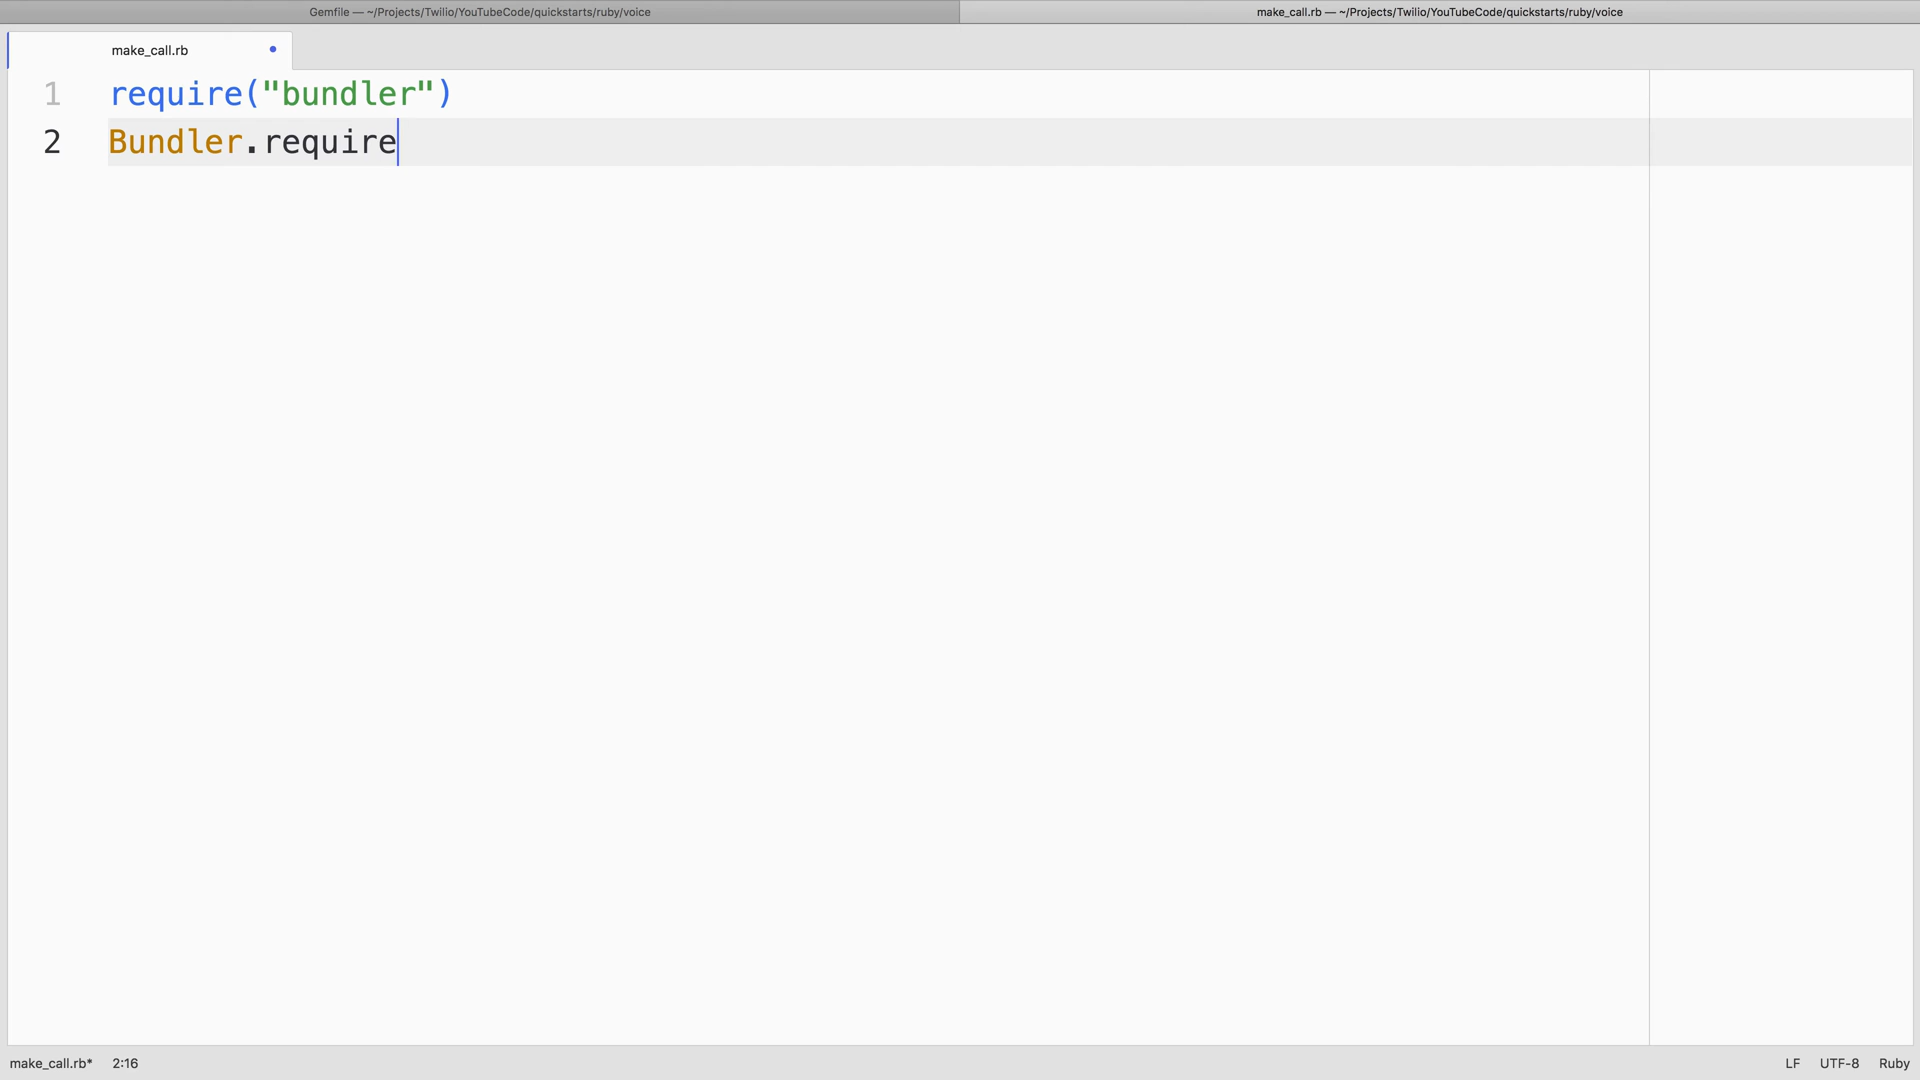 Gemfile — ~/Projects/Twilio/YouTubeCode/quickstarts/ruby/voice
make_call.rb — ~/Projects/Twilio/YouTubeCode/quickstarts/ruby/voice
make_call.rb
1 require("bundler")
2 Bundler.require
make_call.rb* 2:16 LF UTF-8 Ruby